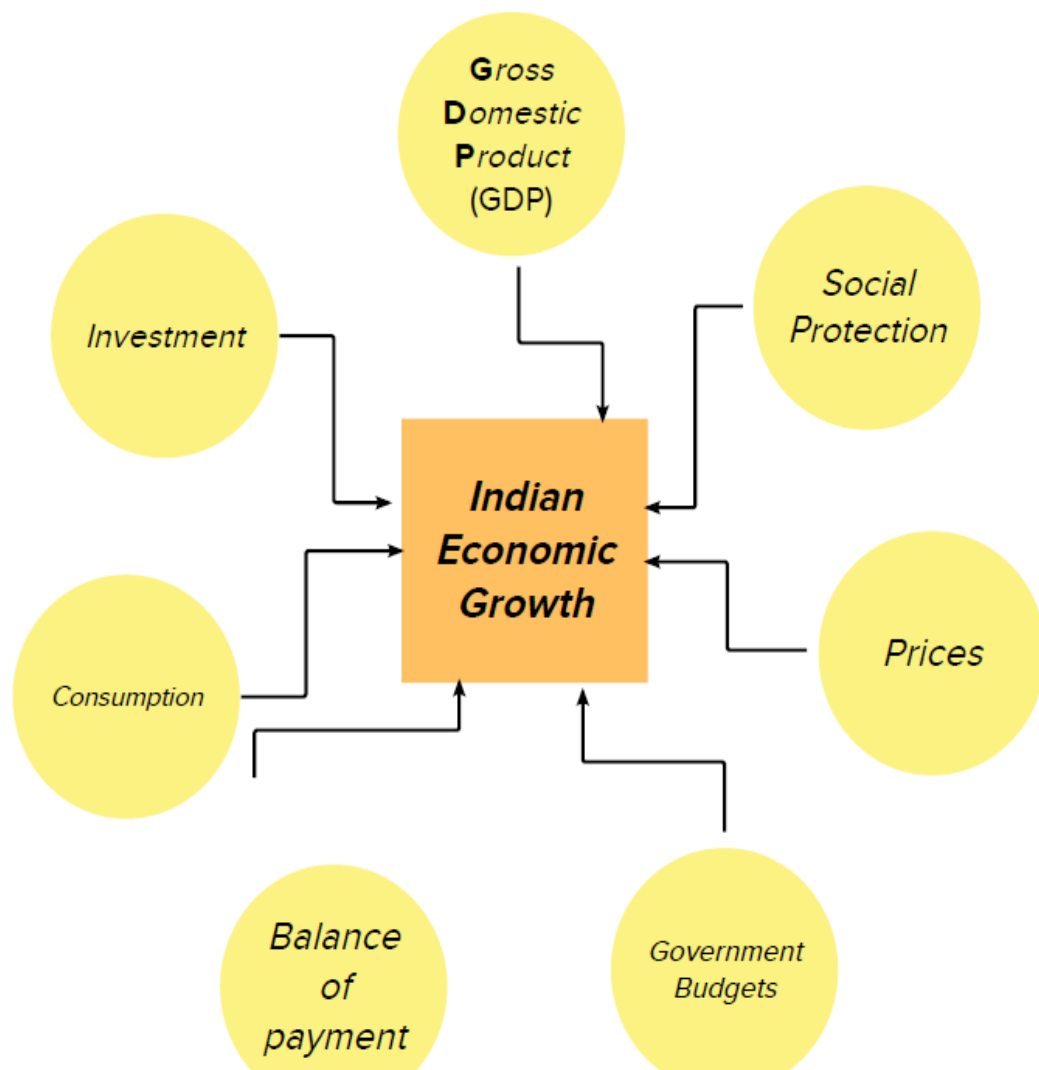 Gross
Domestic
Product
(GDP)
Social
Protection
Investment
Indian
Economic
Growth
Prices
Consumption
Balance
of
payment
Government
Budgets